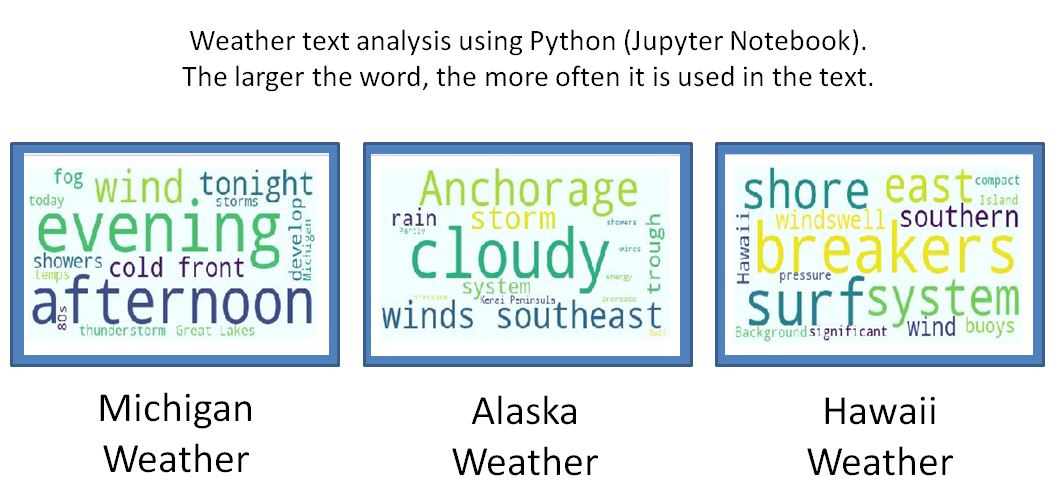 Weather text analysis using Python (Jupyter Notebook).
The larger the word, the more often it is used in the text.
fog wind tonight
today storms
evening
develop
Michigan
showers cold front
temps
afternoon
80s
thunderstorm Great Lakes
Anchorage
rain storm showers
Partly
cloudy
winds
trough
system energy
pressure Kenai Peninsula increase
winds southeast
Gulf
shore east compact
Island
windswell southern
Hawaii
breakers
pressure
surf system
Background significant wind buoys
Michigan
Weather
Alaska
Weather
Hawaii
Weather